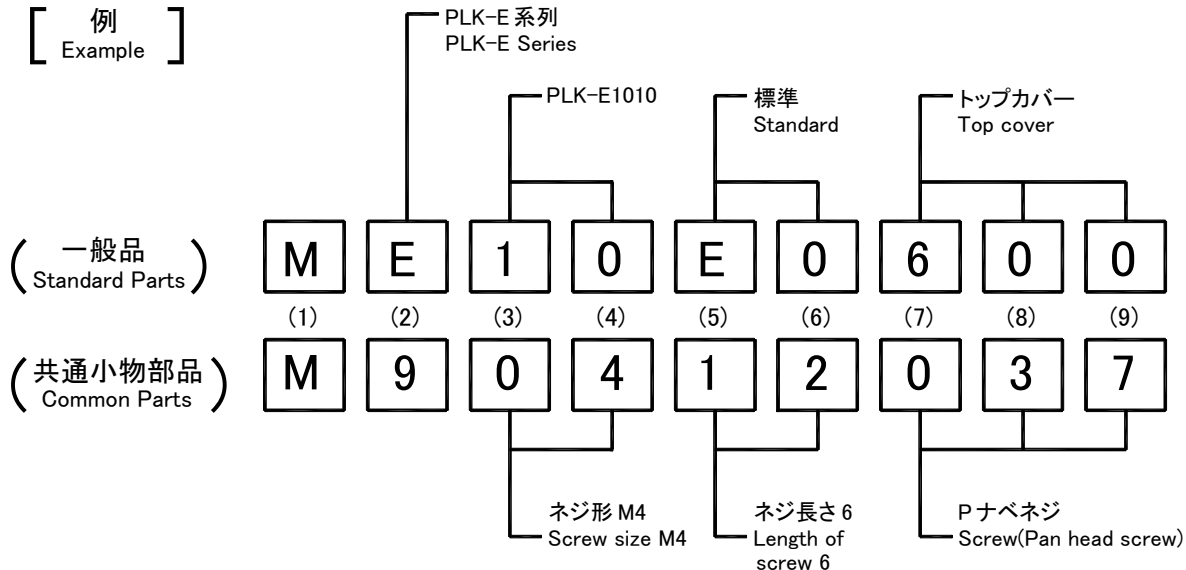 例
Example
PLK-E 系列
PLK-E Series
PLK-E1010
標準
Standard
トップカバー
Top cover
一般品
Standard Parts
M E 1 0 E 0 6 0 0
(1) (2) (3) (4) (5) (6) (7) (8) (9)
共通小物部品
Common Parts
M 9 0 4 1 2 0 3 7
ネジ形 M4
Screw size M4
ネジ長さ 6
Length of
screw 6
P ナベネジ
Screw(Pan head screw)